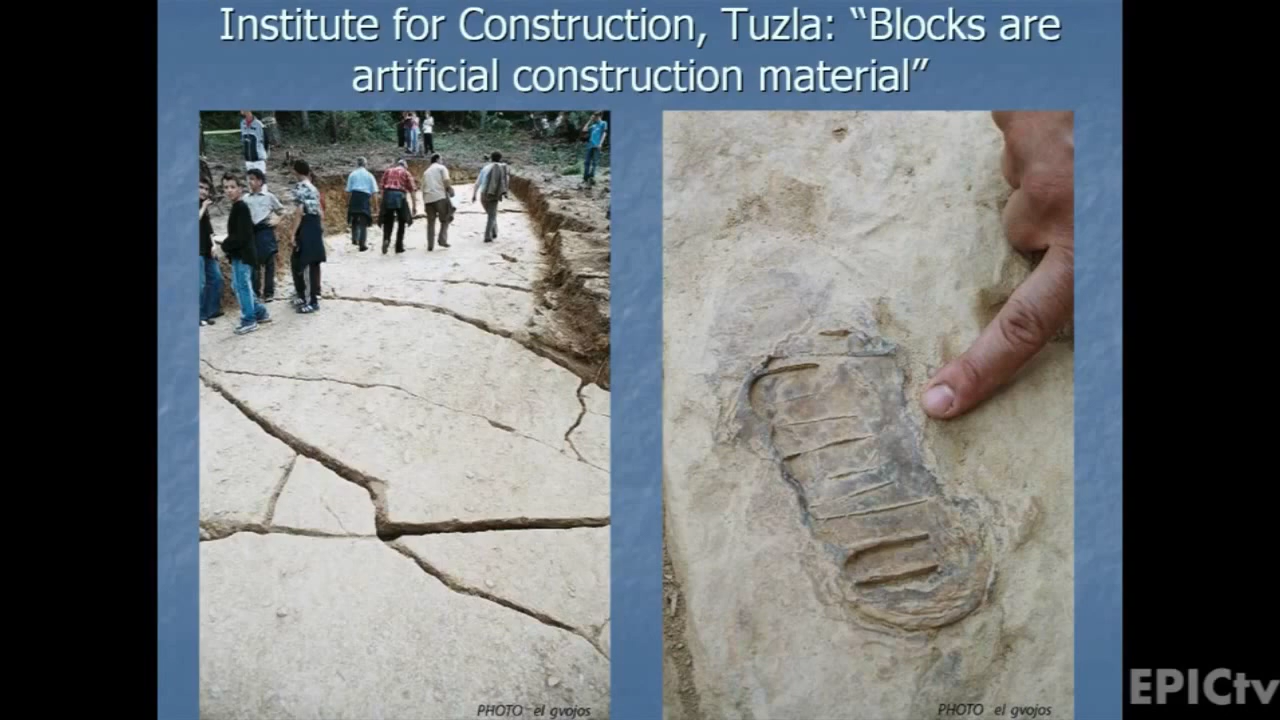 Institute for Construction, Tuzla: “Blocks are
artificial construction material”
PHOTO el gvojos
PHOTO el gvojos
EPICtv